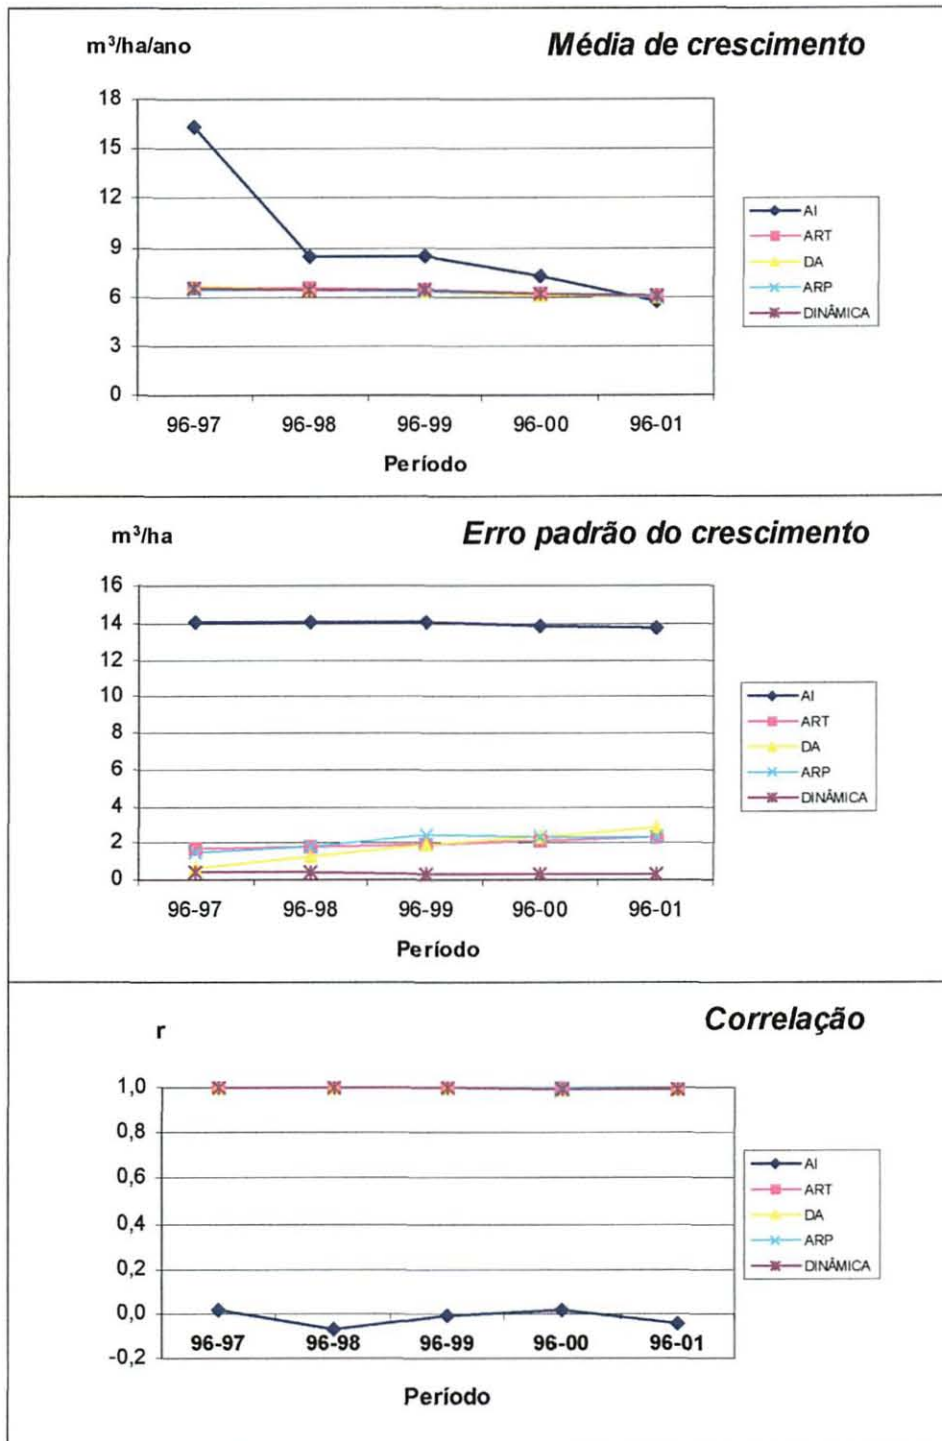 m³/ha/ano
Média de crescimento
18
15
12
9
6
3
0
96-97 96-98 96-99 96-00 96-01
Período
AI
ART
DA
ARP
DINÂMICA
m³/ha
Erro padrão do crescimento
16
14
12
10
8
6
4
2
0
96-97 96-98 96-99 96-00 96-01
Período
AI
ART
DA
ARP
DINÂMICA
r
Correlação
1,0
0,8
0,6
0,4
0,2
0,0
-0,2
96-97 96-98 96-99 96-00 96-01
Período
AI
ART
DA
ARP
DINÂMICA